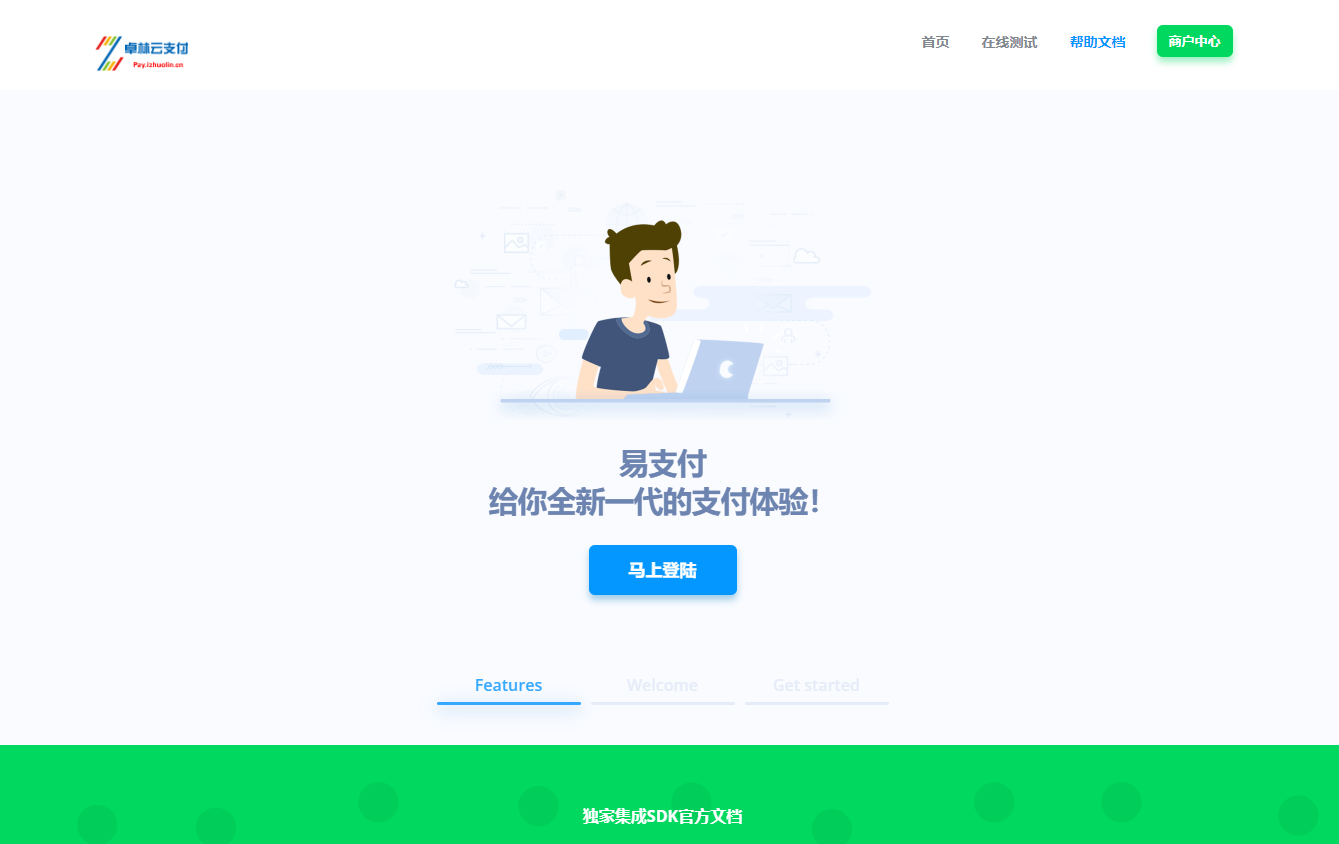 卓林云支付
Pay.izhuolin.cn
首页
在线测试
帮助文档
商户中心
易支付
给你全新一代的支付体验！
马上登陆
Features
Welcome
Get started
独家集成SDK官方文档